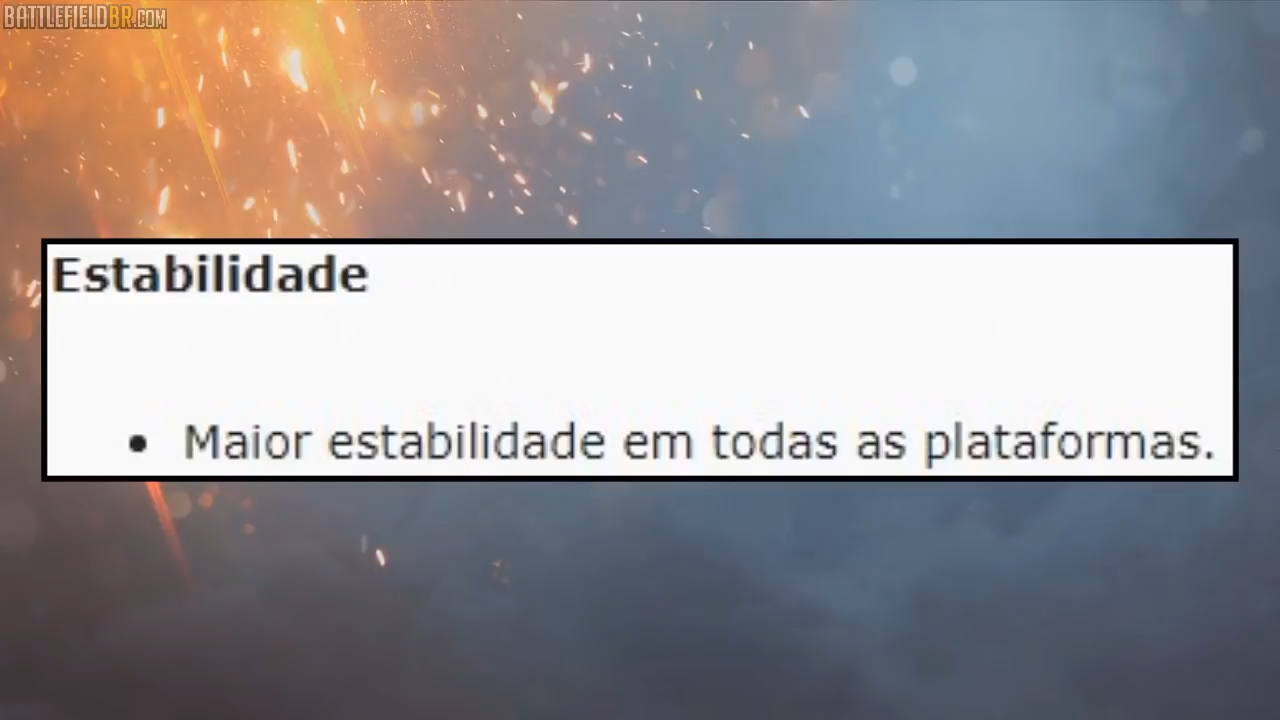 BATTLEFIELDBR.COM
Estabilidade
• Maior estabilidade em todas as plataformas.